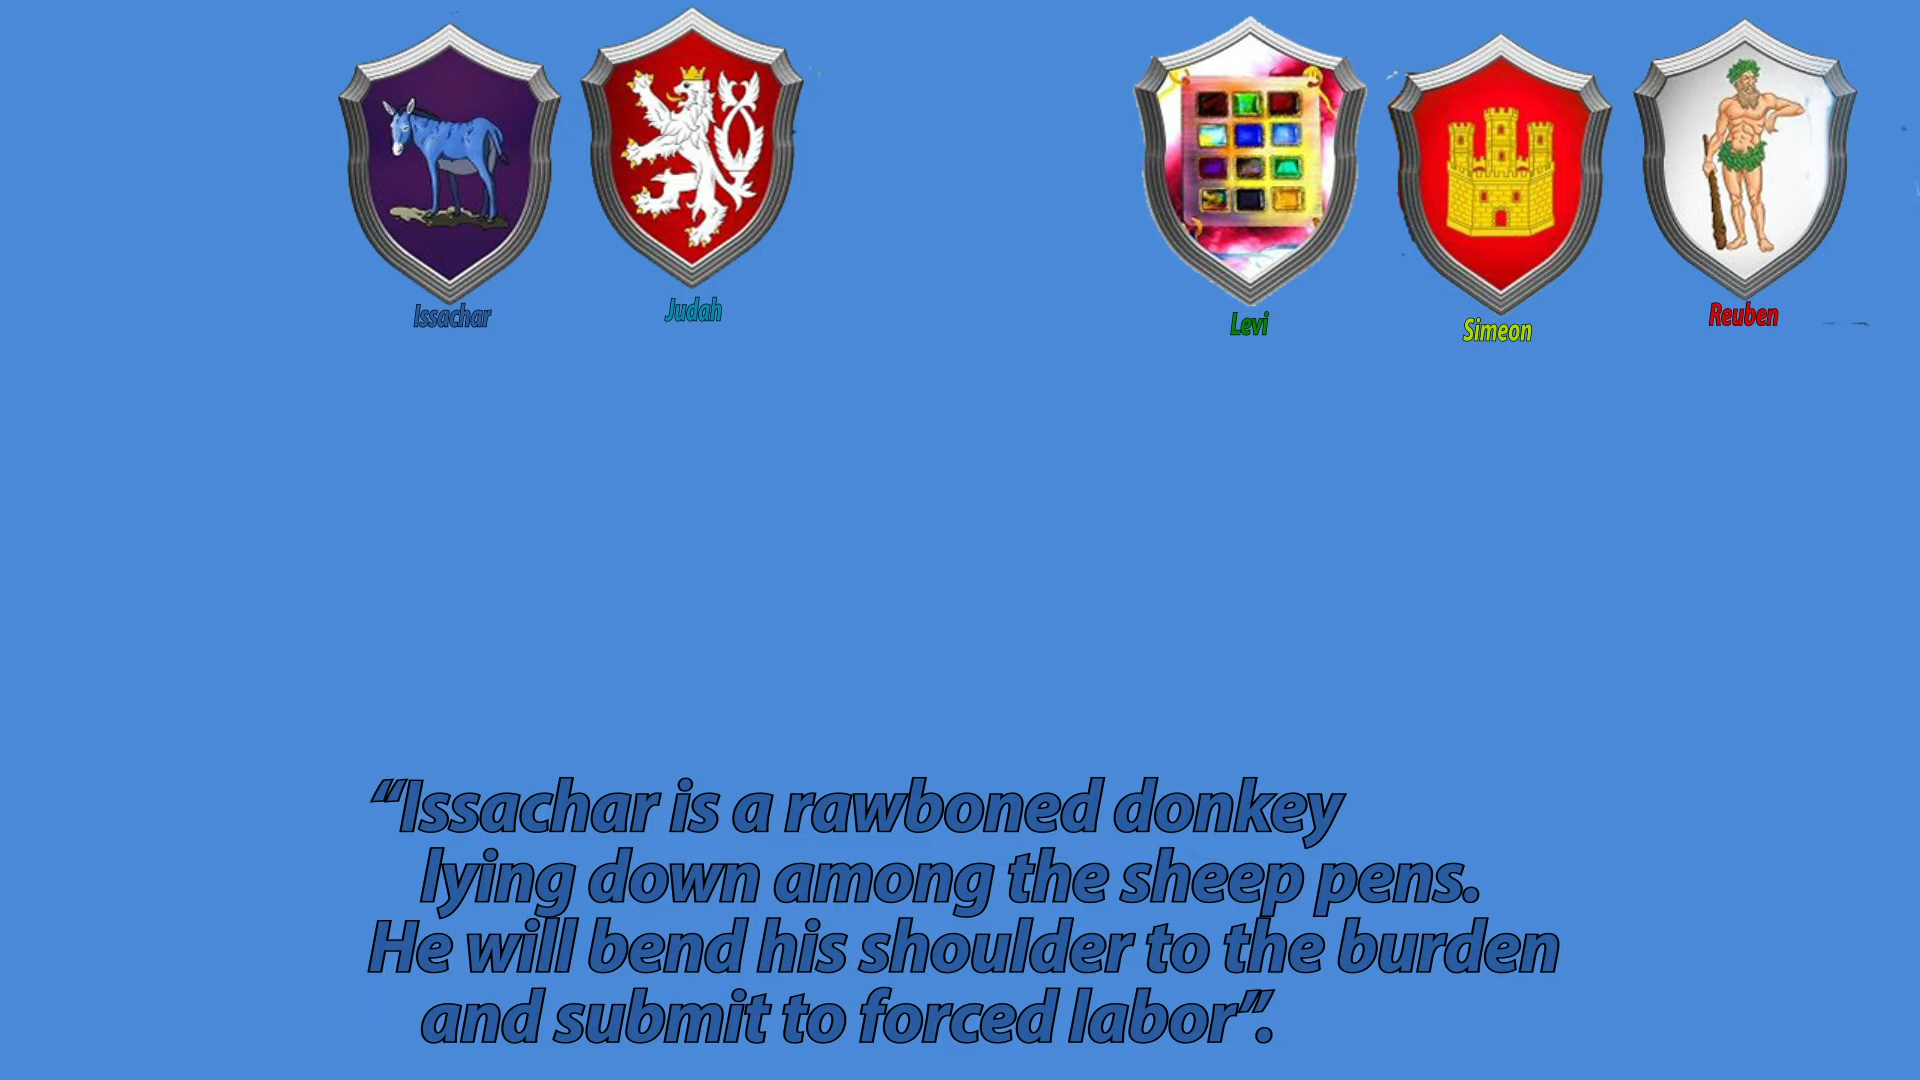 Issachar
Judah
Levi
Simeon
Reuben
“Issachar is a rawboned donkey
lying down among the sheep pens.
He will bend his shoulder to the burden
and submit to forced labor”.